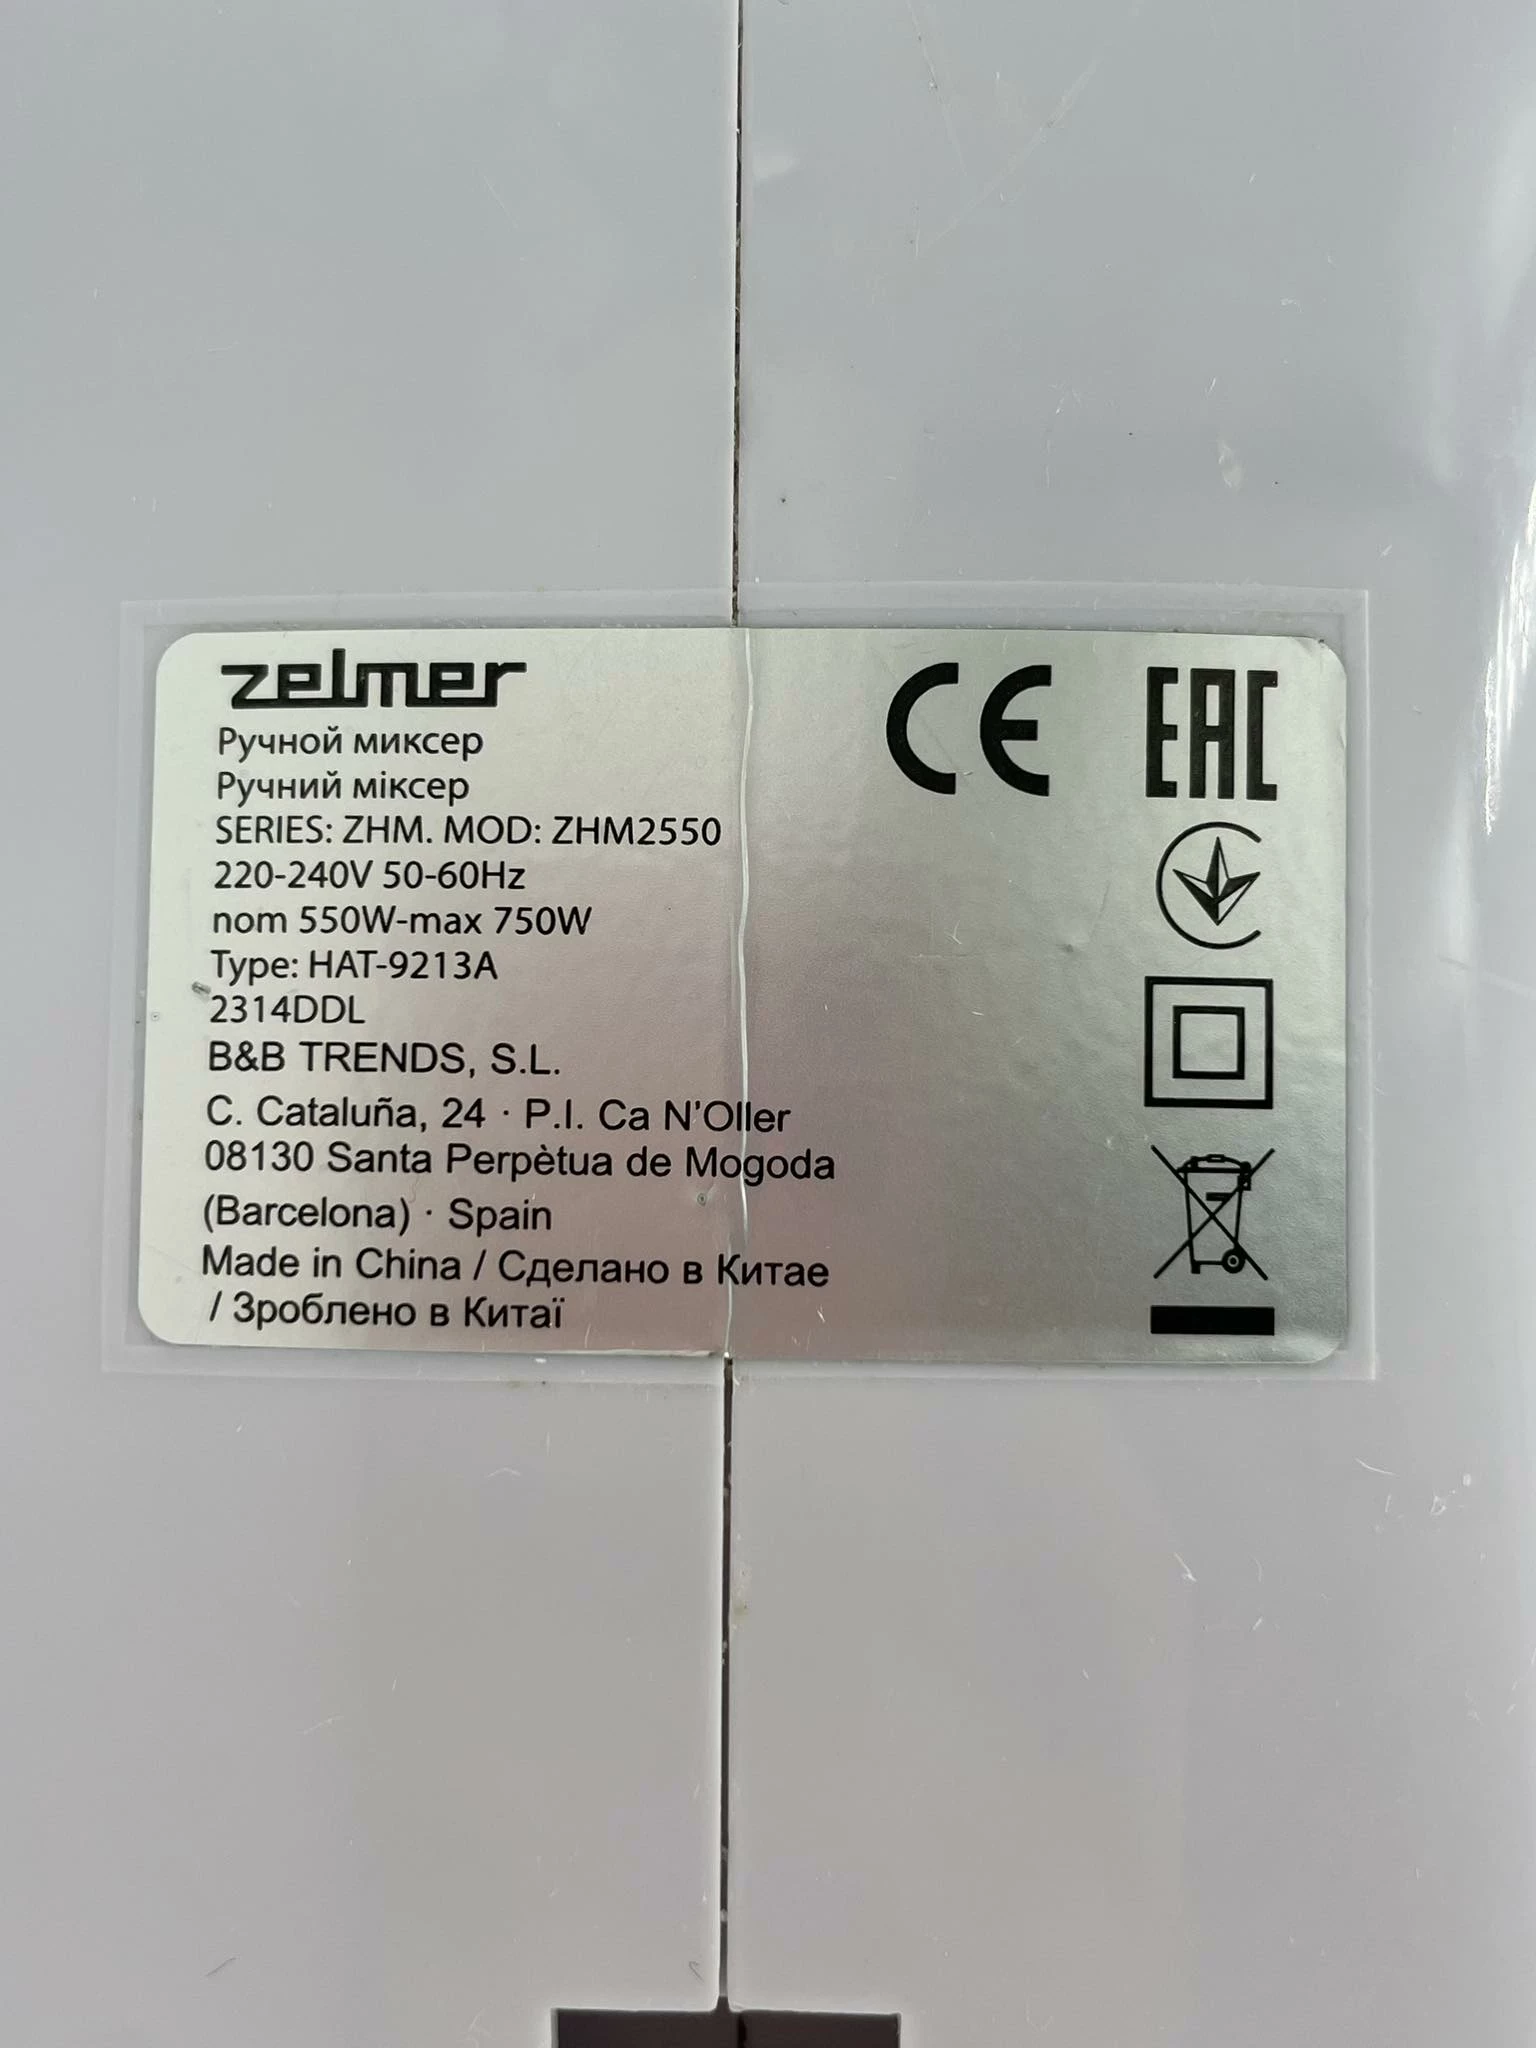 zelmer
Ручной миксер
Ручний міксер
SERIES: ZHM. MOD: ZHM2550
220-240V 50-60Hz
nom 550W-max 750W
Type: HAT-9213A
2314DDL
B&B TRENDS, S.L.
C. Cataluña, 24 · P.I. Ca N'Oller
08130 Santa Perpètua de Mogoda
(Barcelona) · Spain
Made in China / Сделано в Китае
/ Зроблено в Китаї
CE
EAC